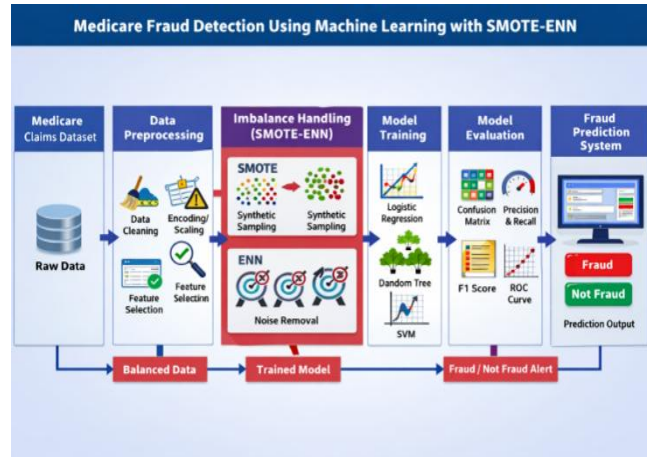 Medicare Fraud Detection Using Machine Learning with SMOTE-ENN
Medicare
Claims Dataset
Raw Data
Data
Preprocessing
Data
Cleaning
Encoding/
Scaling
Feature
Selection
Feature
Selection
Imbalance Handling
(SMOTE-ENN)
SMOTE
Synthetic
Sampling
Synthetic
Sampling
ENN
Noise Removal
Model
Training
Logistic
Regression
Dandom Tree
SVM
Model
Evaluation
Confusion
Matrix
Precision
& Recall
F1 Score
ROC
Curve
Fraud
Prediction
System
Fraud
Not Fraud
Prediction Output
Balanced Data
Trained Model
Fraud / Not Fraud Alert